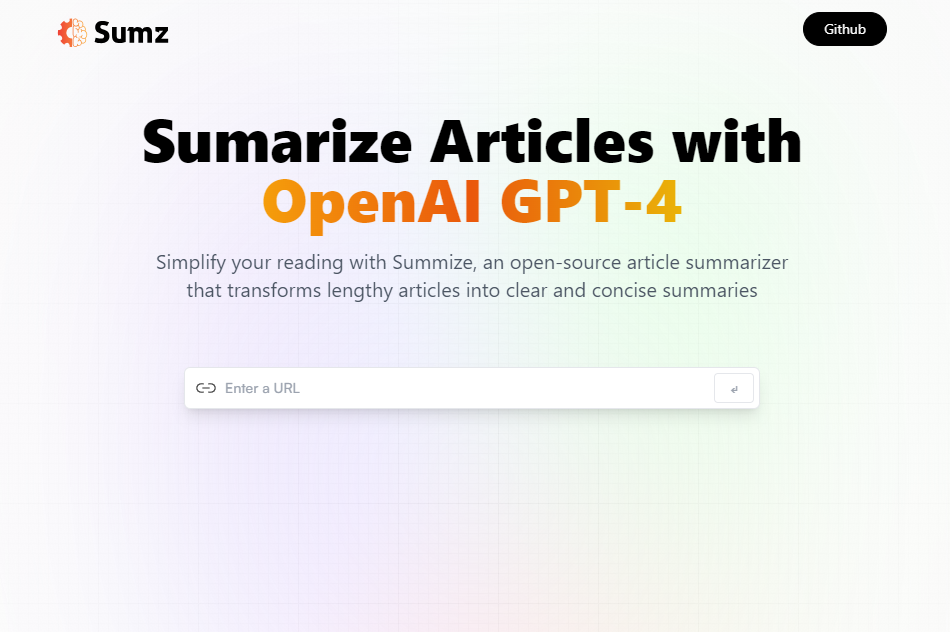 Sumz
Github
Sumarize Articles with
OpenAI GPT-4
Simplify your reading with Summize, an open-source article summarizer
that transforms lengthy articles into clear and concise summaries
Enter a URL
↵